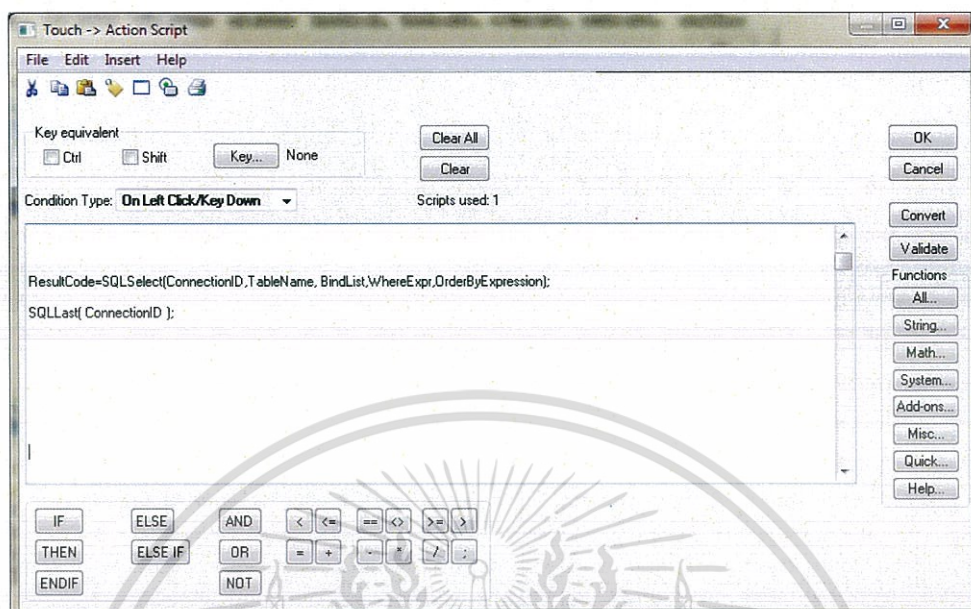 Touch -> Action Script
File Edit Insert Help
Key equivalent
Ctrl Shift Key... None
Clear All
Clear
OK
Cancel
Condition Type: On Left Click/Key Down
Scripts used: 1
Convert
Validate
ResultCode=SQLSelect(ConnectionID,TableName, BindList,WhereExpr,OrderByExpression);
SQLLast( ConnectionID );
Functions
All...
String...
Math...
System...
Add-ons...
Misc...
Quick...
Help...
IF ELSE AND < <= == <> >= >
THEN ELSE IF OR = + - * / ;
ENDIF NOT